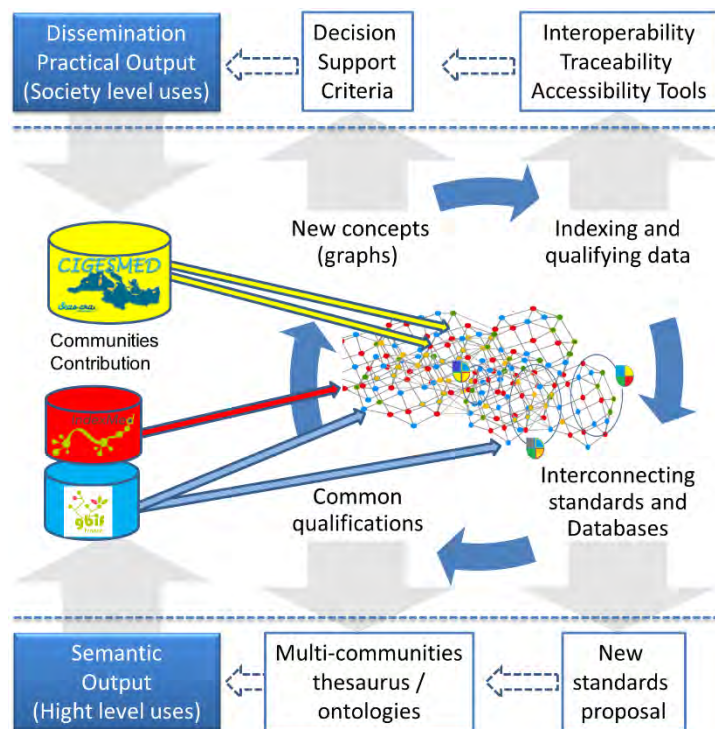 Dissemination
Practical Output
(Society level uses)
Decision
Support
Criteria
Interoperability
Traceability
Accessibility Tools
New concepts
(graphs)
Indexing and
qualifying data
CIGESMED
Communities
Contribution
gbif
Common
qualifications
Interconnecting
standards and
Databases
Semantic
Output
(Hight level uses)
Multi-communities
thesaurus /
ontologies
New
standards
proposal